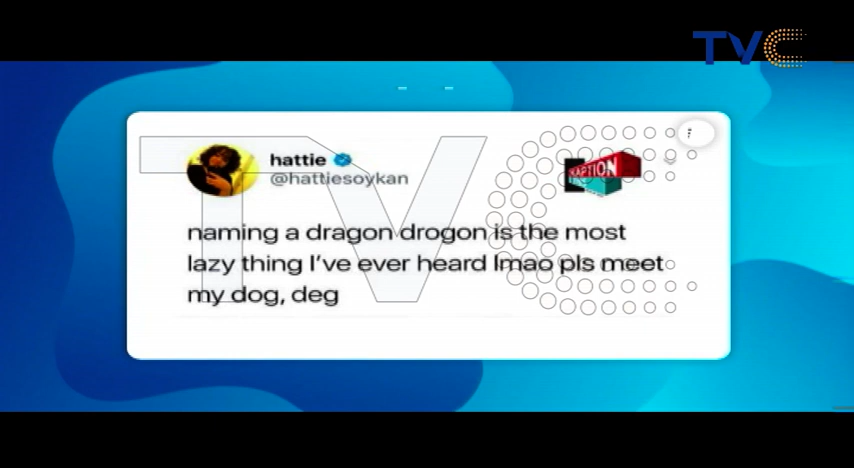 TVC
hattie
@hattiesoykan
KAPTION
naming a dragon drogon is the most
lazy thing I've ever heard lmao pls meet
my dog, deg